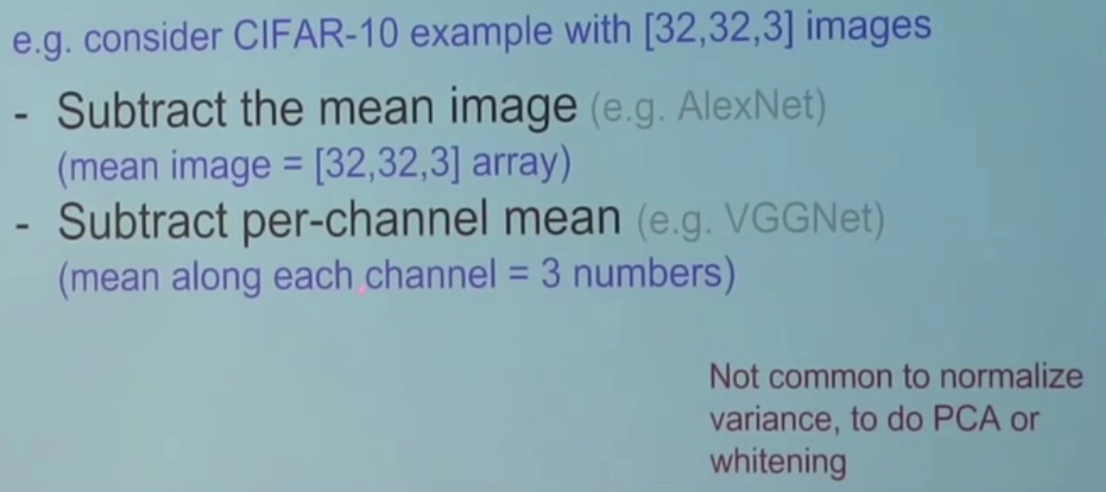 e.g. consider CIFAR-10 example with [32,32,3] images
- Subtract the mean image (e.g. AlexNet)
(mean image = [32,32,3] array)
- Subtract per-channel mean (e.g. VGGNet)
(mean along each channel = 3 numbers)
Not common to normalize
variance, to do PCA or
whitening